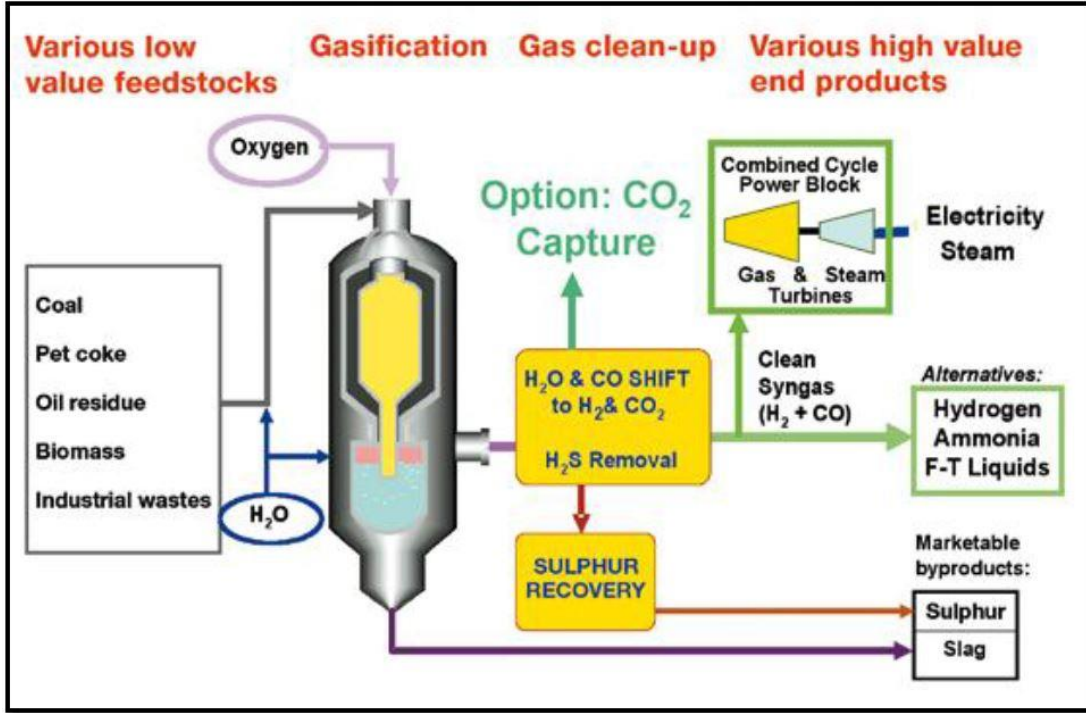 Various low
value feedstocks
Gasification
Gas clean-up
Various high value
end products
Oxygen
Coal
Pet coke
Oil residue
Biomass
Industrial wastes
H₂O
Option: CO₂
Capture
H₂O & CO SHIFT
to H₂& CO₂
H₂S Removal
SULPHUR
RECOVERY
Combined Cycle
Power Block
Gas & Steam
Turbines
Electricity
Steam
Clean
Syngas
(H₂ + CO)
Alternatives:
Hydrogen
Ammonia
F-T Liquids
Marketable
byproducts:
Sulphur
Slag